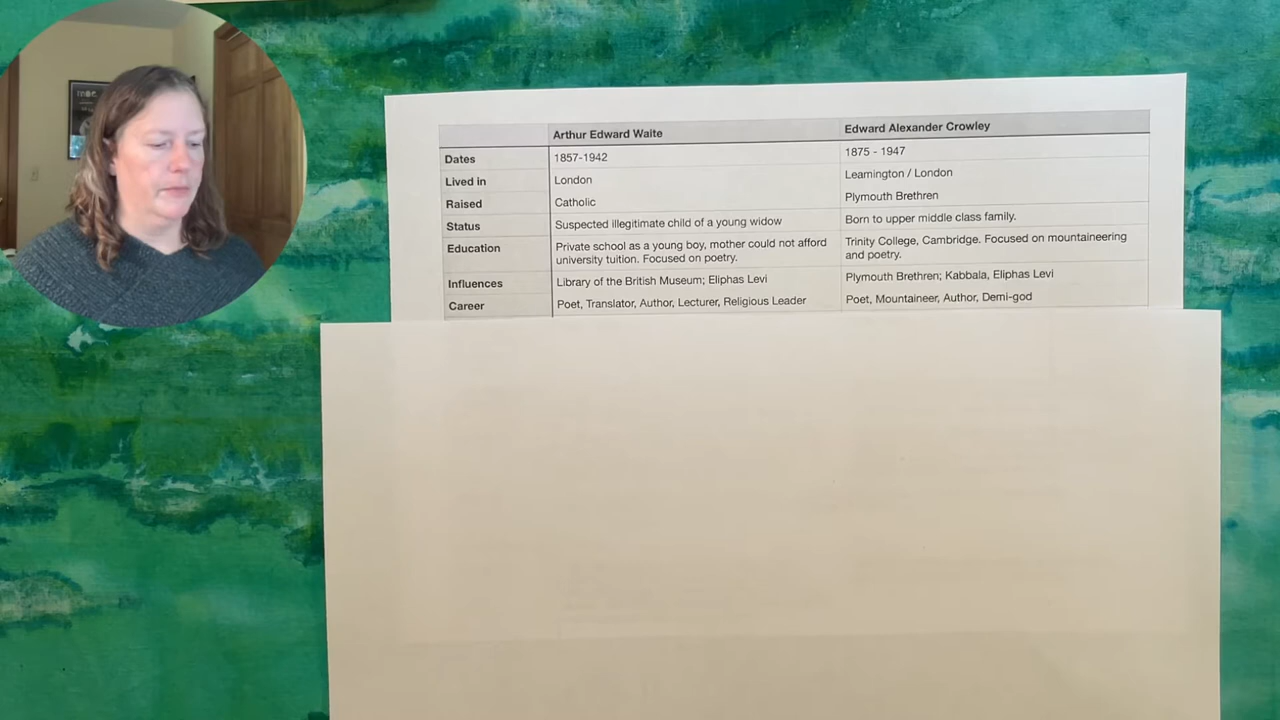 Arthur Edward Waite Edward Alexander Crowley
Dates 1857-1942 1875 - 1947
Lived in London Leamington / London
Raised Catholic Plymouth Brethren
Status Suspected illegitimate child of a young widow Born to upper middle class family.
Education Private school as a young boy, mother could not afford university tuition. Focused on poetry. Trinity College, Cambridge. Focused on mountaineering and poetry.
Influences Library of the British Museum; Eliphas Levi Plymouth Brethren; Kabbala, Eliphas Levi
Career Poet, Translator, Author, Lecturer, Religious Leader Poet, Mountaineer, Author, Demi-god